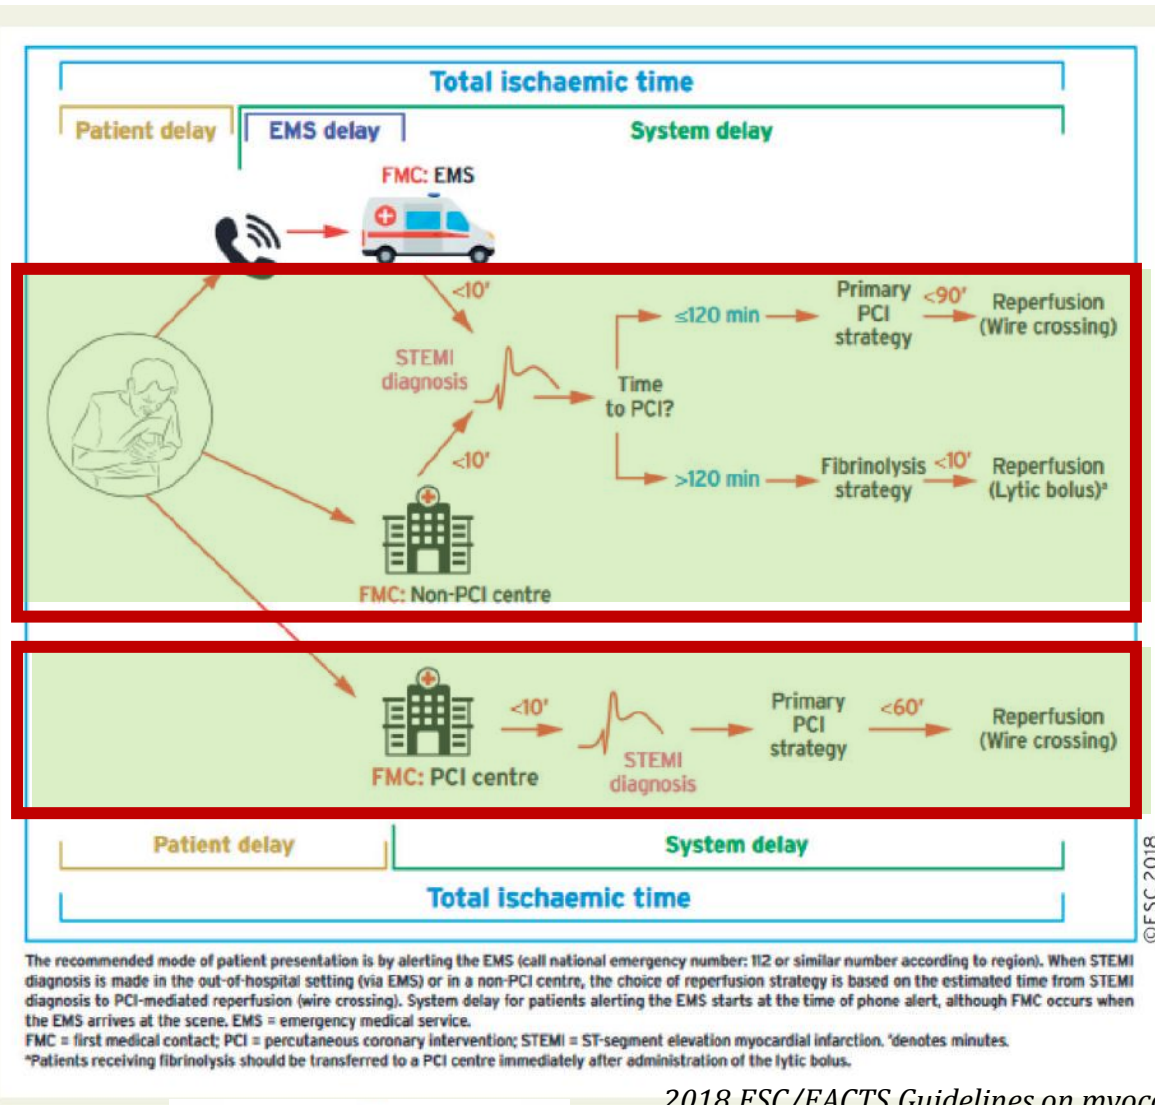 Total ischaemic time
Patient delay
EMS delay
System delay
FMC: EMS
<10'
STEMI
diagnosis
<10'
FMC: Non-PCI centre
Time
to PCI?
≤120 min
Primary
PCI
strategy
<90'
Reperfusion
(Wire crossing)
>120 min
Fibrinolysis
strategy
<10'
Reperfusion
(Lytic bolus)ª
FMC: PCI centre
<10'
STEMI
diagnosis
Primary
PCI
strategy
<60'
Reperfusion
(Wire crossing)
Patient delay
System delay
Total ischaemic time
©ESC 2018
The recommended mode of patient presentation is by alerting the EMS (call national emergency number: 112 or similar number according to region). When STEMI
diagnosis is made in the out-of-hospital setting (via EMS) or in a non-PCI centre, the choice of reperfusion strategy is based on the estimated time from STEMI
diagnosis to PCI-mediated reperfusion (wire crossing). System delay for patients alerting the EMS starts at the time of phone alert, although FMC occurs when
the EMS arrives at the scene. EMS = emergency medical service.
FMC = first medical contact; PCI = percutaneous coronary intervention; STEMI = ST-segment elevation myocardial infarction. 'denotes minutes.
ªPatients receiving fibrinolysis should be transferred to a PCI centre immediately after administration of the lytic bolus.
2018 ESC/EACTS Guidelines on